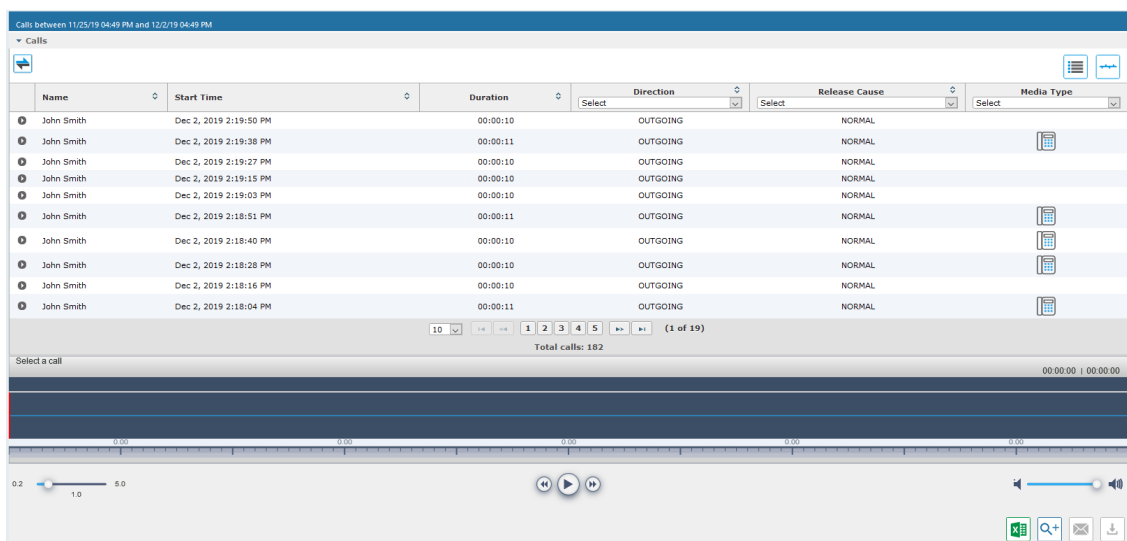 Calls between 11/25/19 04:49 PM and 12/2/19 04:49 PM
Calls
Name Start Time Duration Direction Release Cause Media Type
Select Select Select
John Smith Dec 2, 2019 2:19:50 PM 00:00:10 OUTGOING NORMAL
John Smith Dec 2, 2019 2:19:38 PM 00:00:11 OUTGOING NORMAL
John Smith Dec 2, 2019 2:19:27 PM 00:00:10 OUTGOING NORMAL
John Smith Dec 2, 2019 2:19:15 PM 00:00:10 OUTGOING NORMAL
John Smith Dec 2, 2019 2:19:03 PM 00:00:10 OUTGOING NORMAL
John Smith Dec 2, 2019 2:18:51 PM 00:00:11 OUTGOING NORMAL
John Smith Dec 2, 2019 2:18:40 PM 00:00:10 OUTGOING NORMAL
John Smith Dec 2, 2019 2:18:28 PM 00:00:10 OUTGOING NORMAL
John Smith Dec 2, 2019 2:18:16 PM 00:00:10 OUTGOING NORMAL
John Smith Dec 2, 2019 2:18:04 PM 00:00:11 OUTGOING NORMAL
10 1 2 3 4 5 (1 of 19)
Total calls: 182
Select a call
00:00:00 | 00:00:00
0.00 0.00 0.00 0.00 0.00
0.2 5.0
1.0